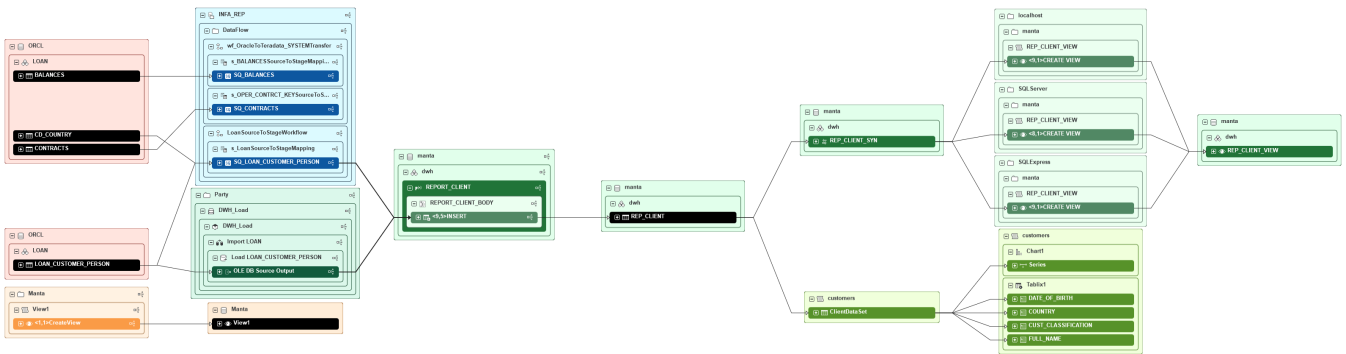 ORCL
LOAN
BALANCES
CD_COUNTRY
CONTRACTS
ORCL
LOAN
LOAN_CUSTOMER_PERSON
Manta
View1
<1,1>CreateView
INFA_REP
DataFlow
wf_OracleToTeradata_SYSTEMTransfer
s_BALANCESSourceToStageMappi...
SQ_BALANCES
s_OPER_CONTRCT_KEYSourceToS...
SQ_CONTRACTS
LoanSourceToStageWorkflow
s_LoanSourceToStageMapping
SQ_LOAN_CUSTOMER_PERSON
Party
DWH_Load
DWH_Load
Import LOAN
Load LOAN_CUSTOMER_PERSON
OLE DB Source Output
Manta
View1
manta
dwh
REPORT_CLIENT
REPORT_CLIENT_BODY
<9,5>INSERT
manta
dwh
REP_CLIENT
manta
dwh
REP_CLIENT_SYN
customers
ClientDataSet
localhost
manta
REP_CLIENT_VIEW
<9,1>CREATE VIEW
SQLServer
manta
REP_CLIENT_VIEW
<8,1>CREATE VIEW
SQLExpress
manta
REP_CLIENT_VIEW
<9,1>CREATE VIEW
customers
Chart1
Series
Tablix1
DATE_OF_BIRTH
COUNTRY
CUST_CLASSIFICATION
FULL_NAME
manta
dwh
REP_CLIENT_VIEW